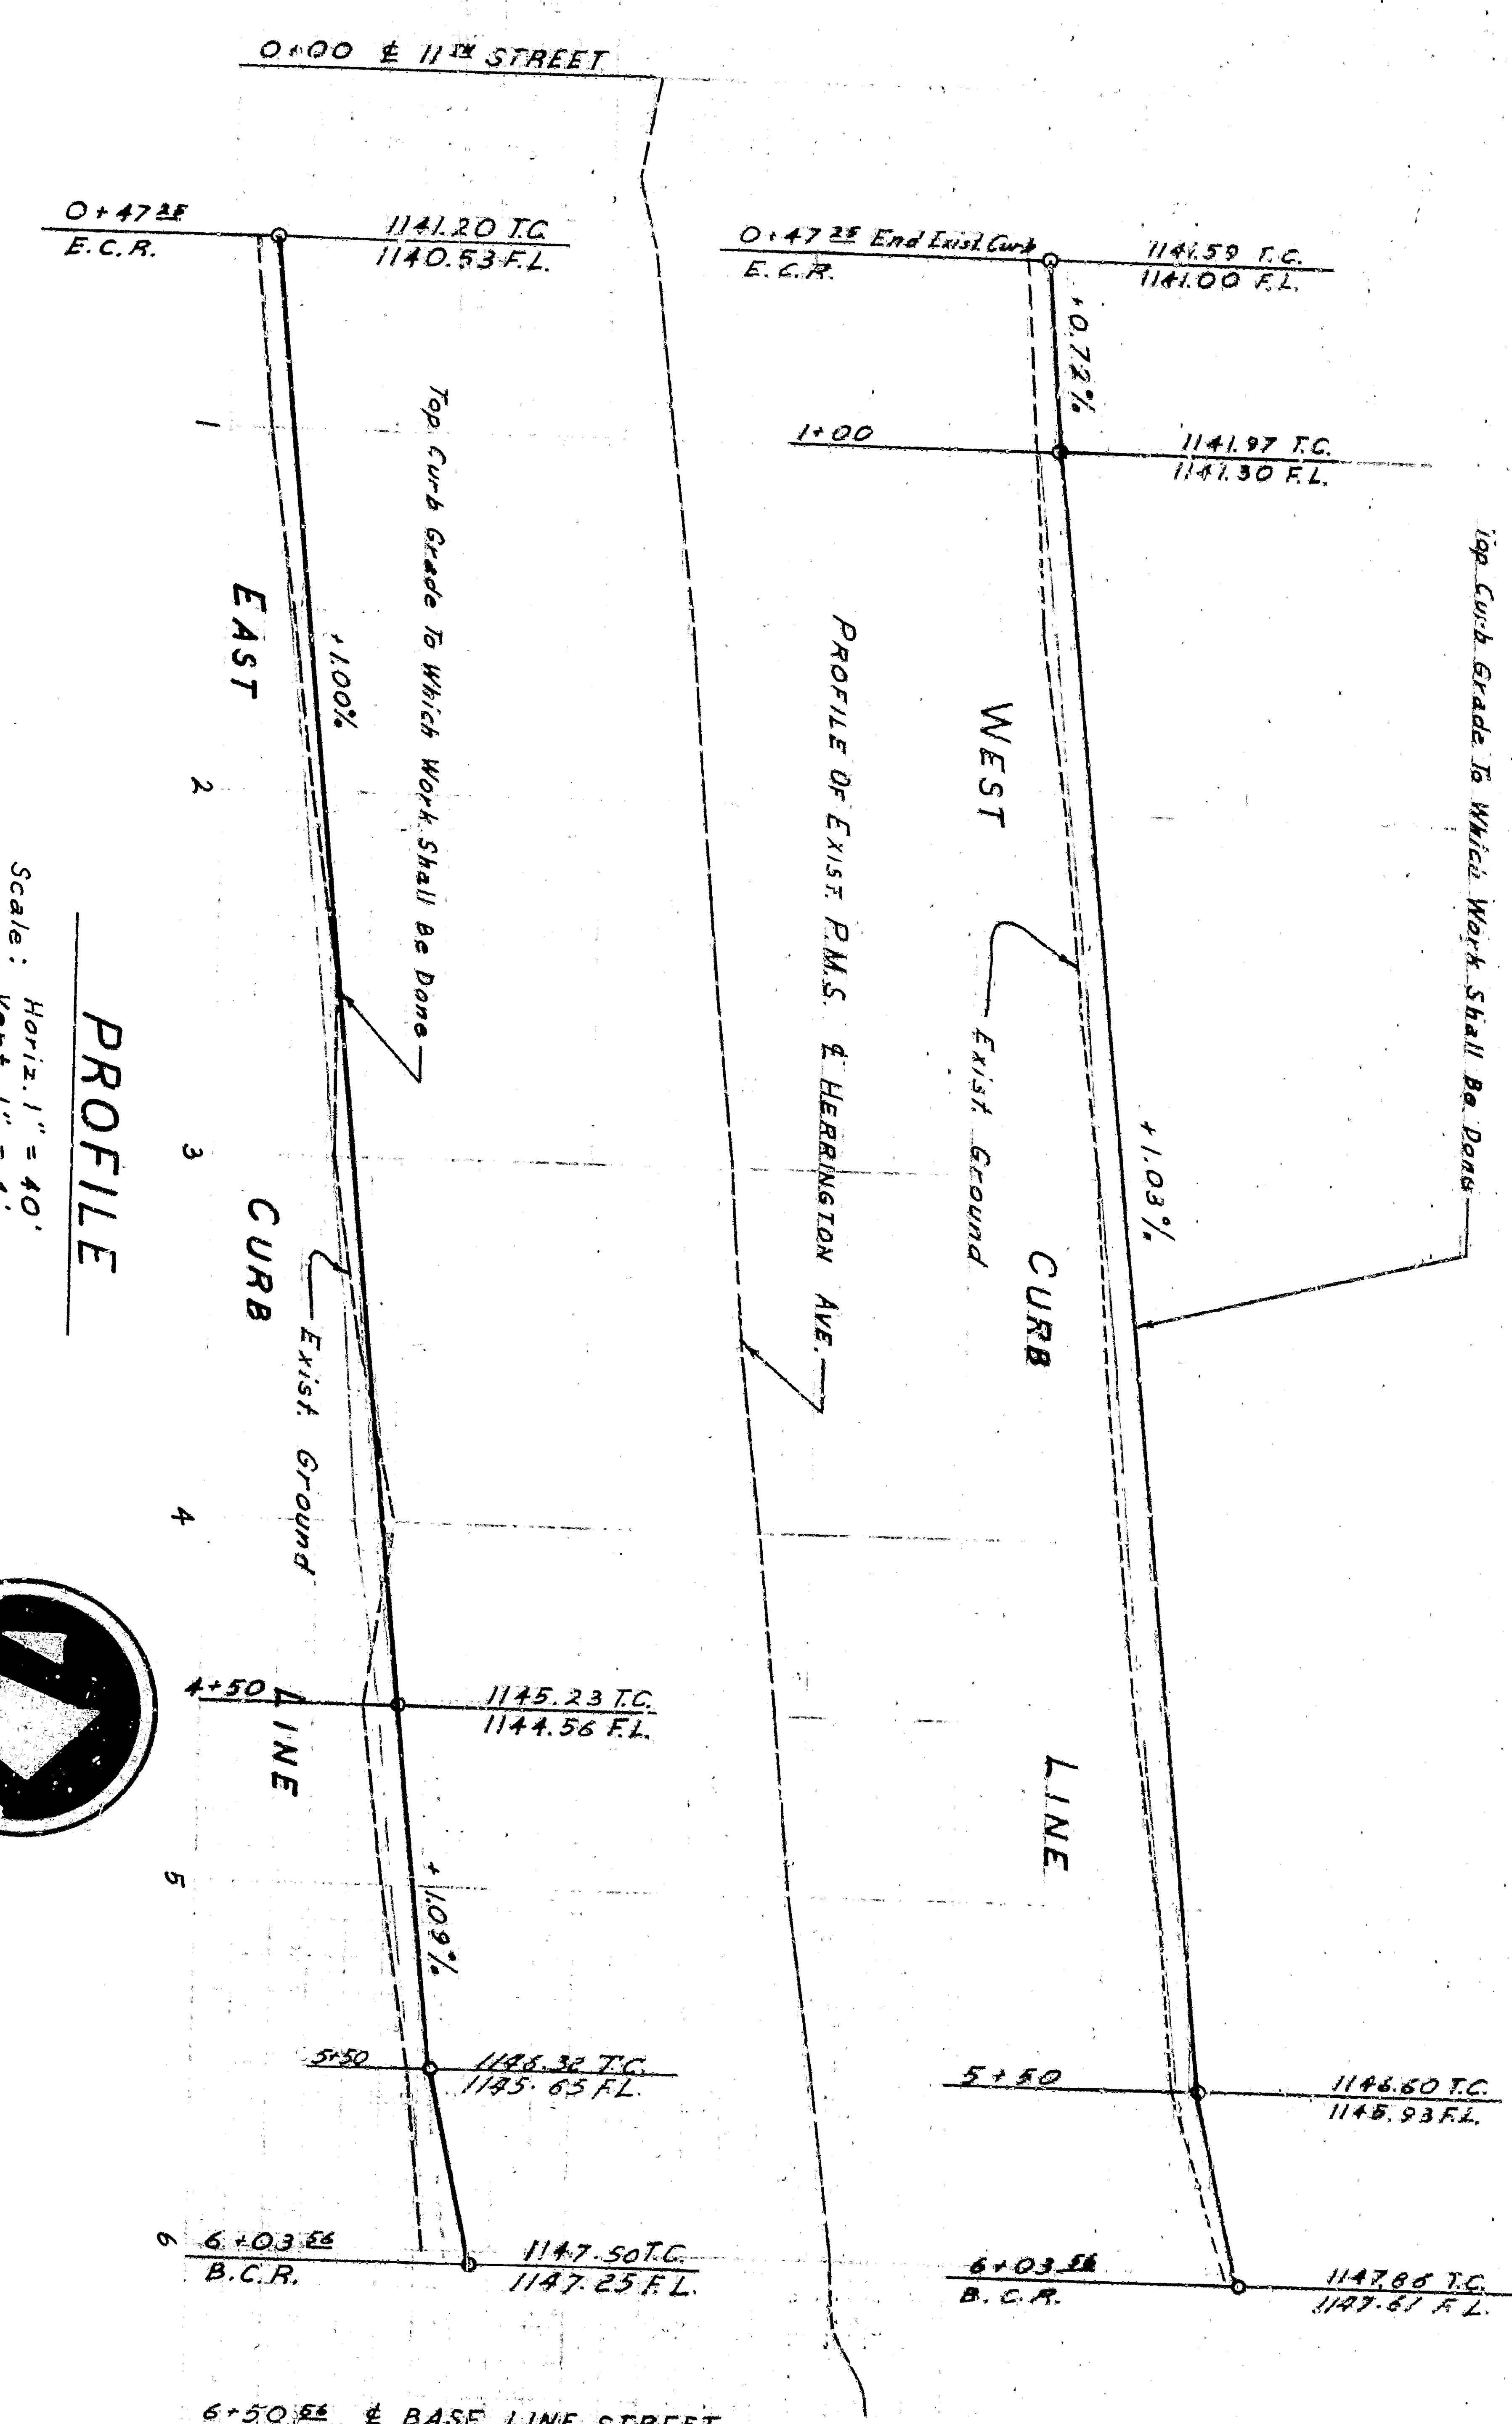 0+00 ℄ 11TH STREET
0+47 25
E.C.R.
1141.20 T.C.
1140.53 F.L.
0+47 25 End Exist. Curb
E.C.R.
1141.59 T.C.
1141.00 F.L.
+0.72%
1+00
1141.97 T.C.
1141.30 F.L.
Top Curb Grade To Which Work Shall Be Done
Top Curb Grade To Which Work Shall Be Done
1
2
3
4
5
6
EAST CURB LINE
+1.00%
PROFILE OF EXIST. P.M.S. ℄ HERRINGTON AVE.
WEST CURB LINE
Exist. Ground
+1.03%
Exist. Ground
PROFILE
Scale: Horiz. 1" = 40'
Vert. 1" = 4'
4+50
1145.23 T.C.
1144.56 F.L.
+1.09%
5+50
1146.32 T.C.
1145.65 F.L.
5+50
1146.60 T.C.
1145.93 F.L.
6+03 56
B.C.R.
1147.50 T.C.
1147.25 F.L.
6+03 56
B.C.R.
1147.86 T.C.
1147.61 F.L.
6+50 56 ℄ BASE LINE STREET